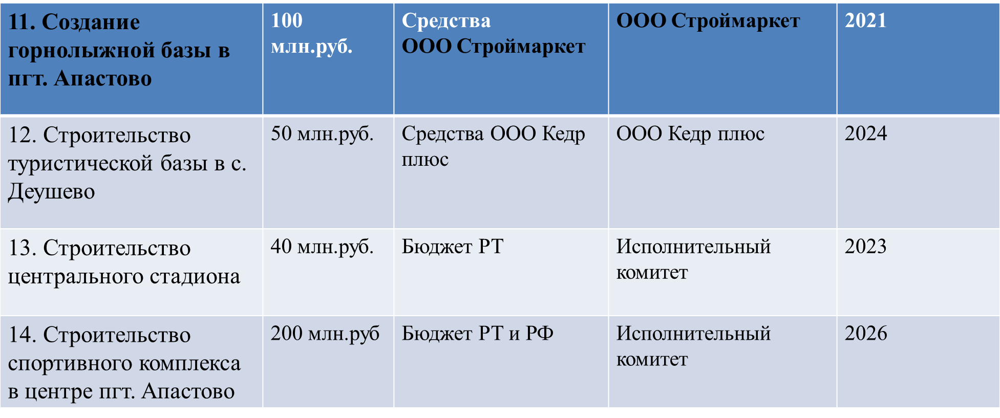 11. Создание
горнолыжной базы в
пгт. Апастово
100
млн.руб.
Средства
ООО Строймаркет
ООО Строймаркет
2021
12. Строительство
туристической базы в с.
Деушево
50 млн.руб.
Средства ООО Кедр
плюс
ООО Кедр плюс
2024
13. Строительство
центрального стадиона
40 млн.руб.
Бюджет РТ
Исполнительный
комитет
2023
14. Строительство
спортивного комплекса
в центре пгт. Апастово
200 млн.руб
Бюджет РТ и РФ
Исполнительный
комитет
2026